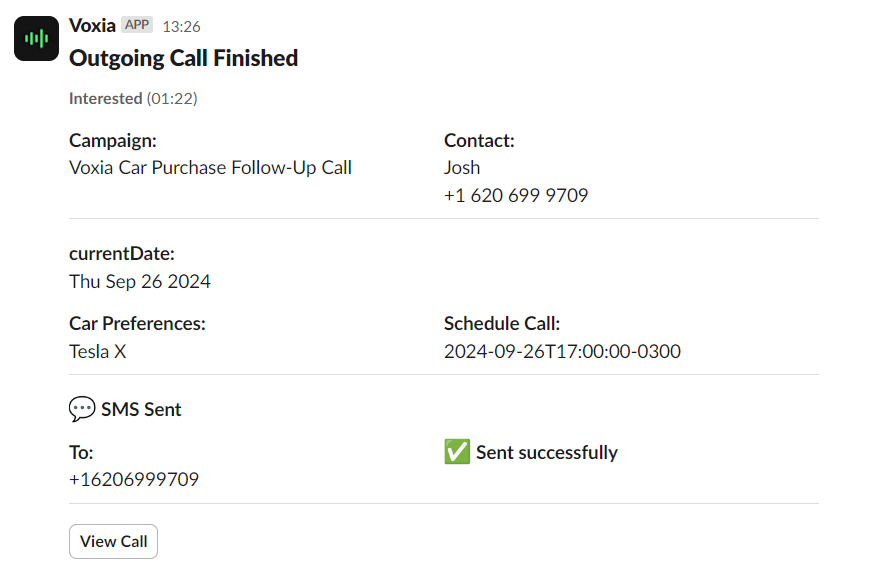 Voxia APP 13:26
Outgoing Call Finished
Interested (01:22)
Campaign:
Voxia Car Purchase Follow-Up Call
Contact:
Josh
+1 620 699 9709
currentDate:
Thu Sep 26 2024
Car Preferences:
Tesla X
Schedule Call:
2024-09-26T17:00:00-0300
SMS Sent
To:
+16206999709
Sent successfully
View Call